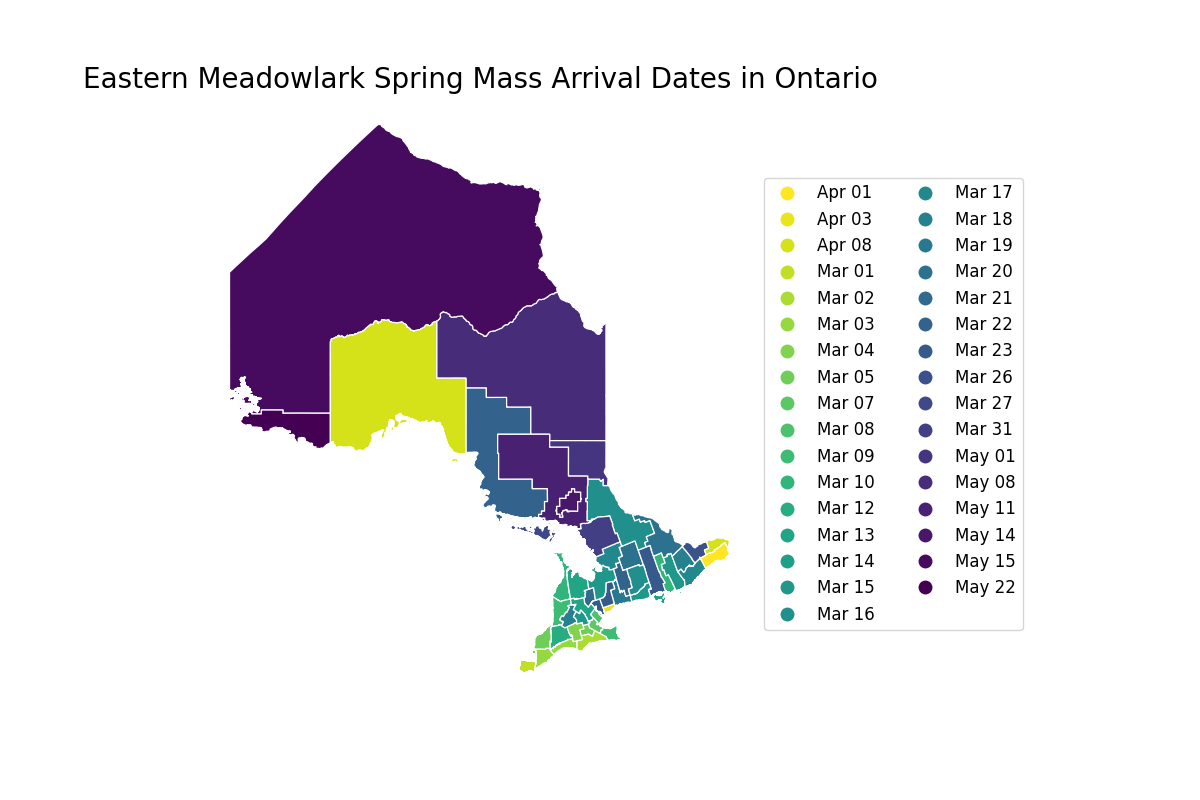 Eastern Meadowlark Spring Mass Arrival Dates in Ontario
Apr 01
Apr 03
Apr 08
Mar 01
Mar 02
Mar 03
Mar 04
Mar 05
Mar 07
Mar 08
Mar 09
Mar 10
Mar 12
Mar 13
Mar 14
Mar 15
Mar 16
Mar 17
Mar 18
Mar 19
Mar 20
Mar 21
Mar 22
Mar 23
Mar 26
Mar 27
Mar 31
May 01
May 08
May 11
May 14
May 15
May 22